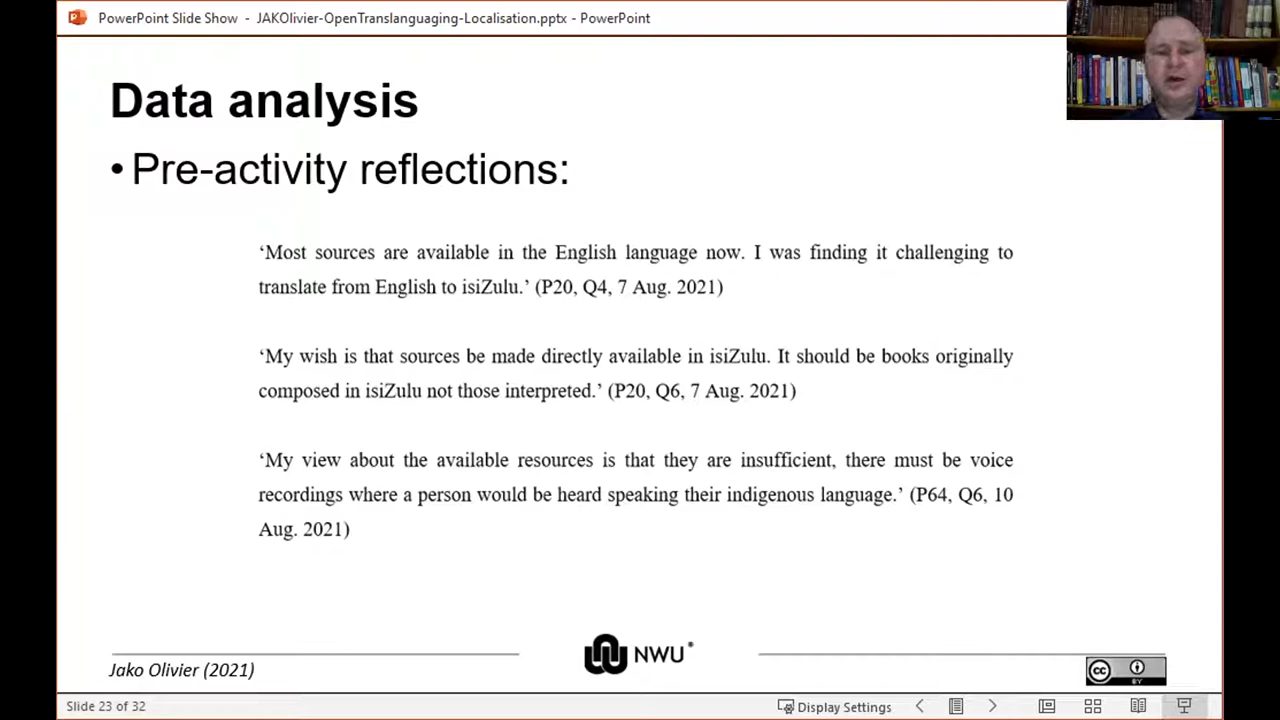 PowerPoint Slide Show - JAKOlivier-OpenTranslanguaging-Localisation.pptx - PowerPoint
Data analysis
• Pre-activity reflections:
‘Most sources are available in the English language now. I was finding it challenging to
translate from English to isiZulu.’ (P20, Q4, 7 Aug. 2021)
‘My wish is that sources be made directly available in isiZulu. It should be books originally
composed in isiZulu not those interpreted.’ (P20, Q6, 7 Aug. 2021)
‘My view about the available resources is that they are insufficient, there must be voice
recordings where a person would be heard speaking their indigenous language.’ (P64, Q6, 10
Aug. 2021)
Jako Olivier (2021)
NWU®
cc BY
Slide 23 of 32
Display Settings